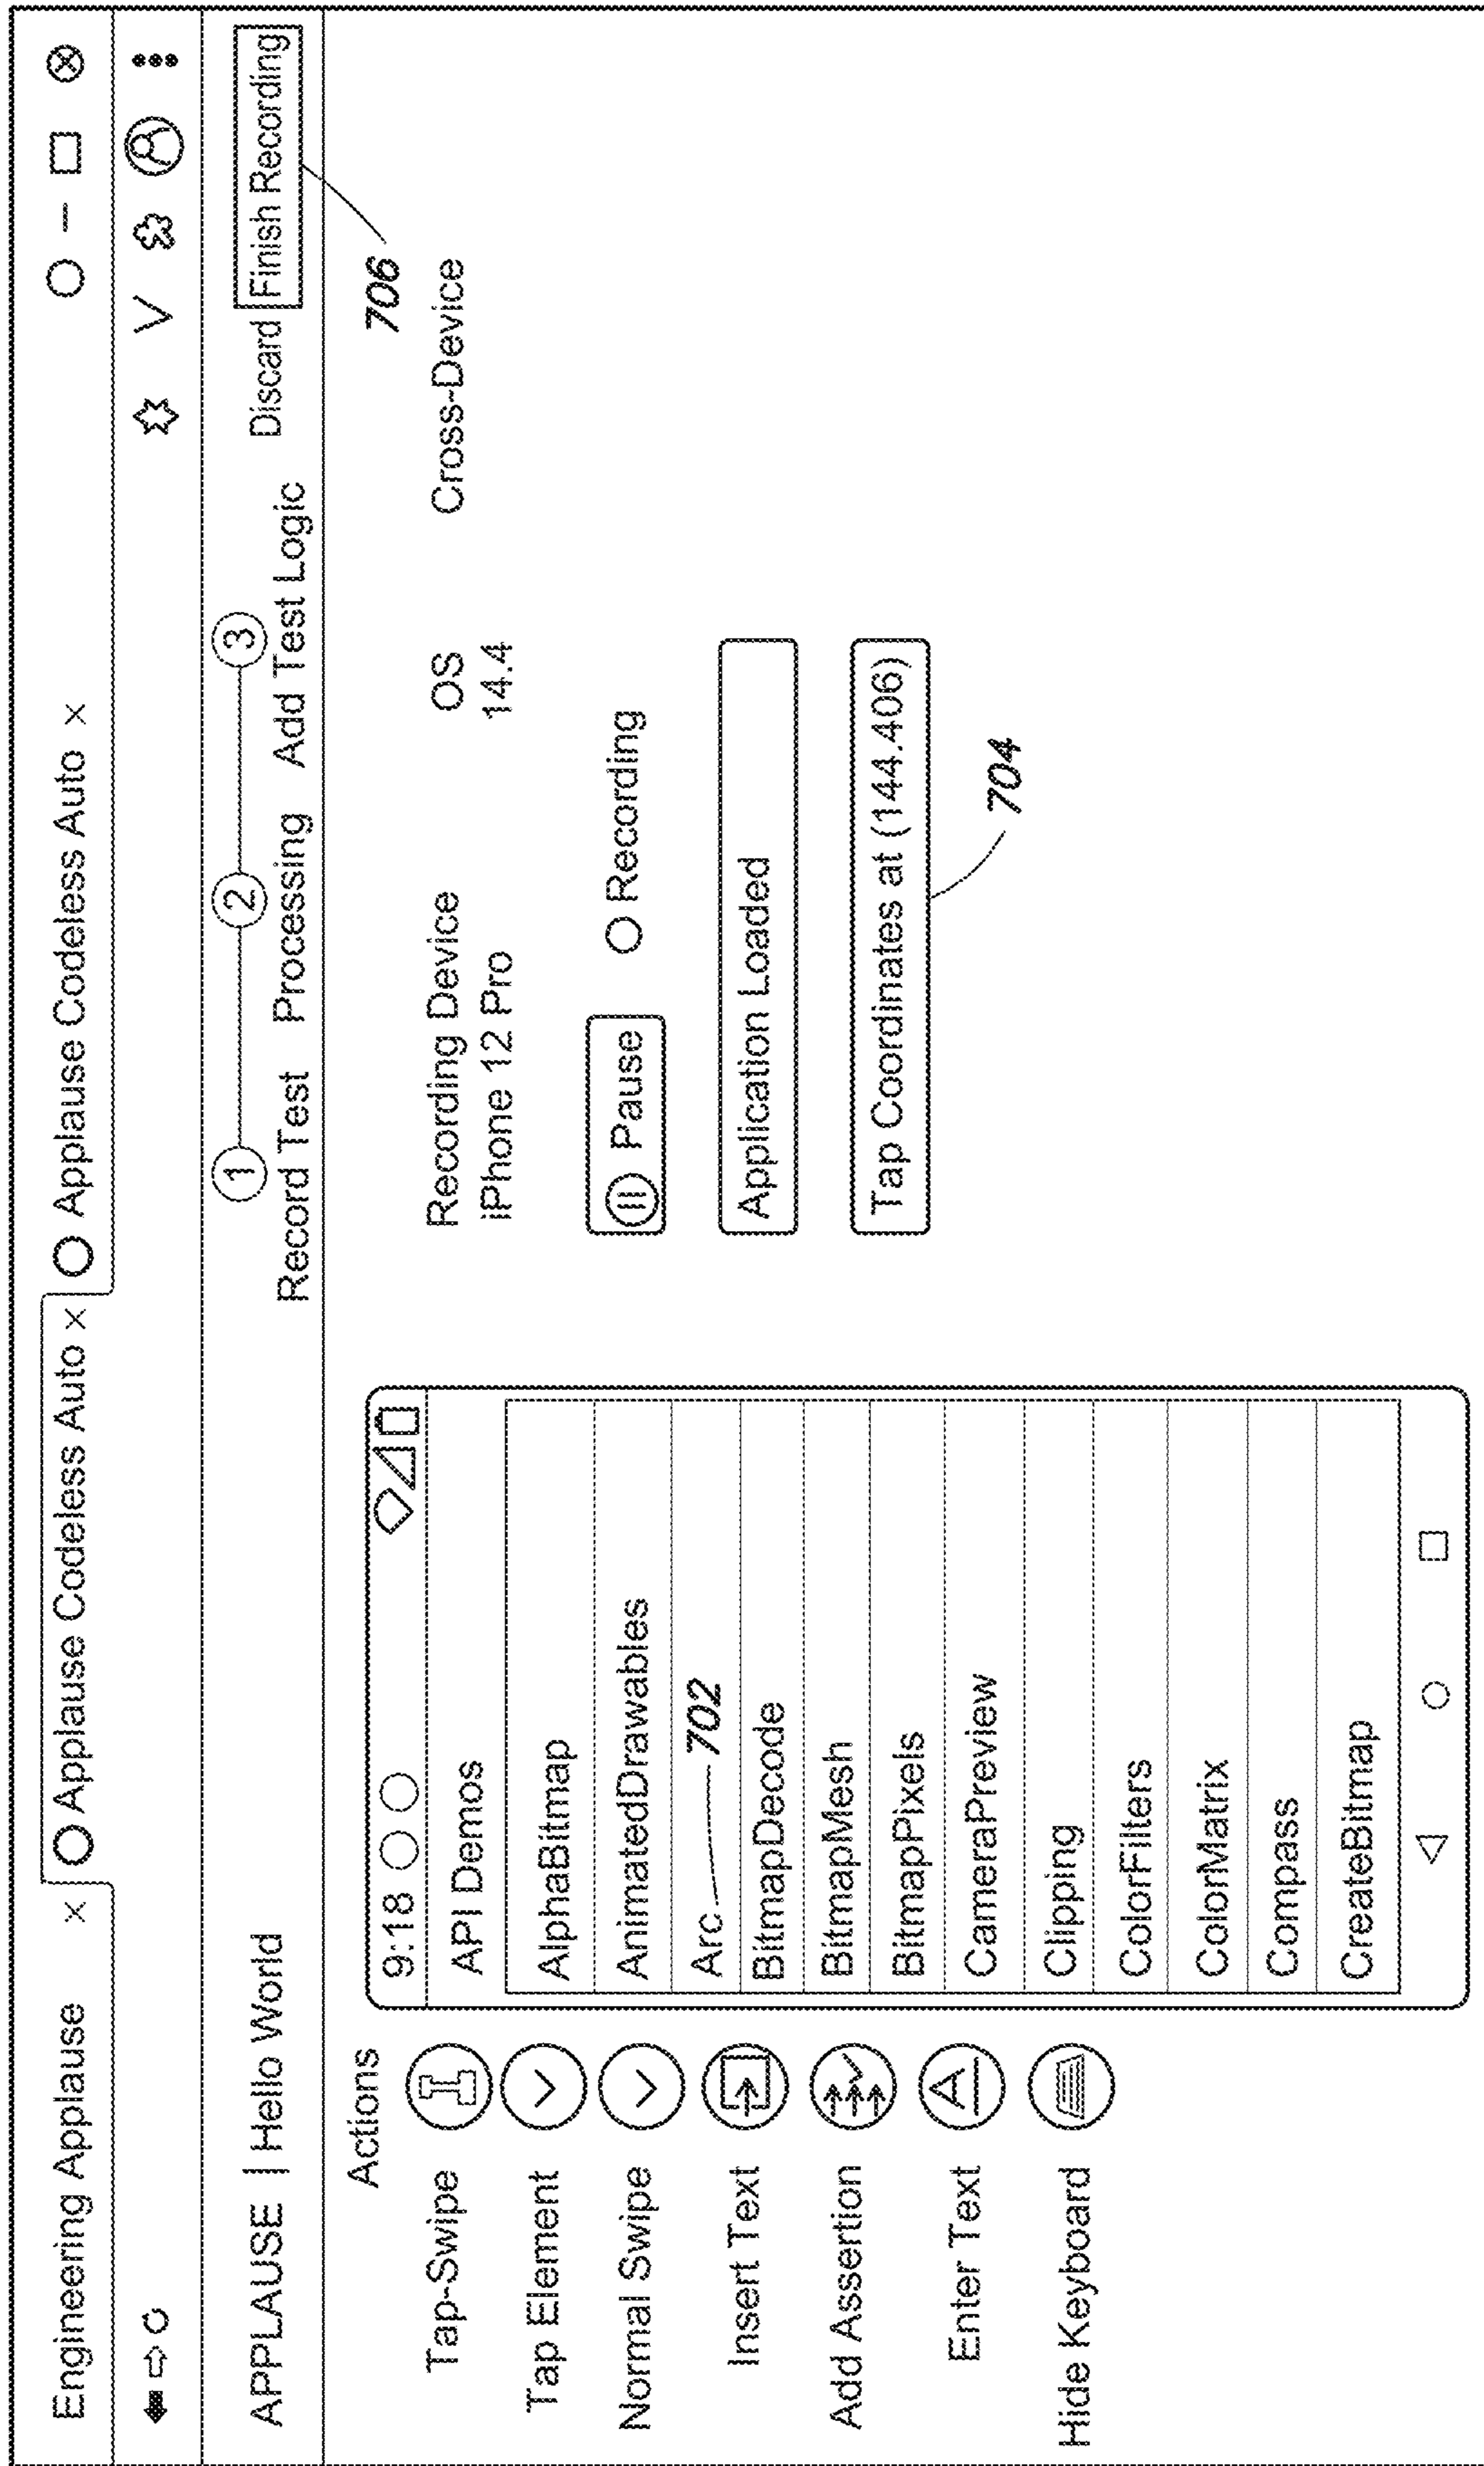 Engineering Applause ×
Applause Codeless Auto ×
Applause Codeless Auto ×
APPLAUSE | Hello World
1 2 3
Record Test Processing Add Test Logic
Discard Finish Recording
706
Actions
Tap-Swipe
Tap Element
Normal Swipe
Insert Text
Add Assertion
Enter Text
Hide Keyboard
9:18
API Demos
AlphaBitmap
AnimatedDrawables
Arc 702
BitmapDecode
BitmapMesh
BitmapPixels
CameraPreview
Clipping
ColorFilters
ColorMatrix
Compass
CreateBitmap
Recording Device OS Cross-Device
iPhone 12 Pro 14.4
Pause Recording
Application Loaded
Tap Coordinates at (144.406)
704